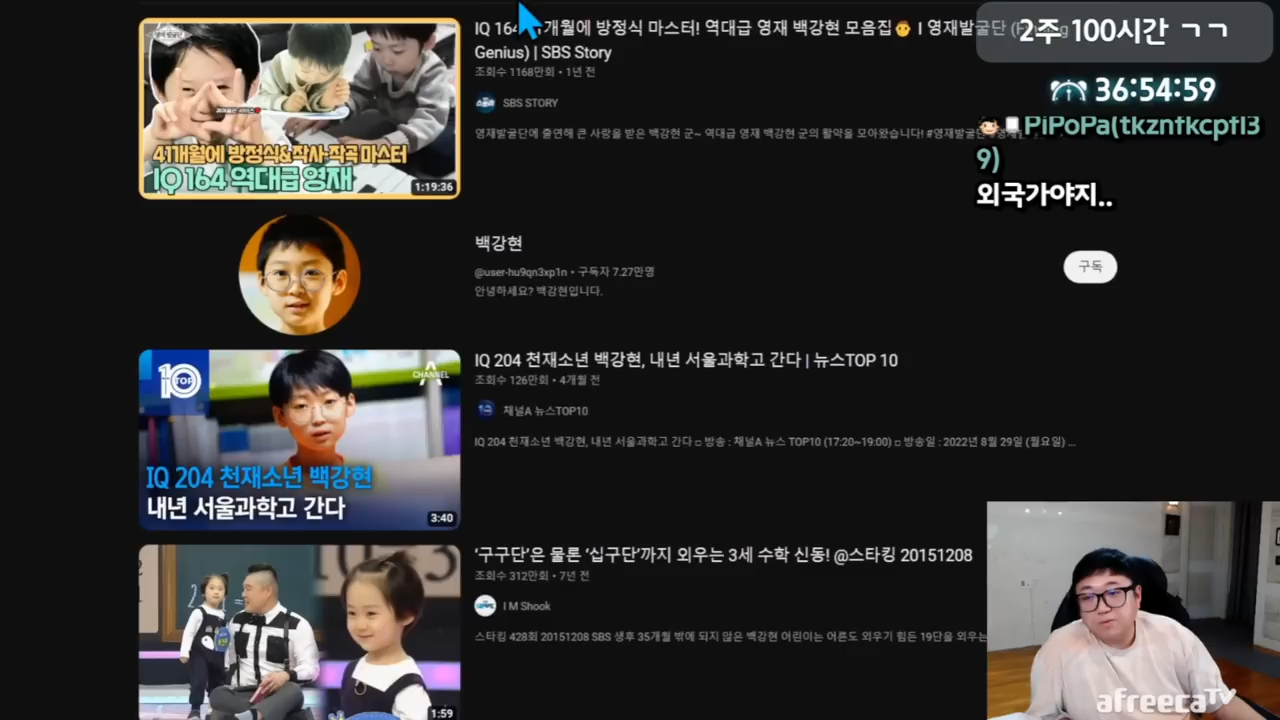 IQ 164 개월에 방정식 마스터! 역대급 영재 백강현 모음집 I 영재발굴단
Genius) | SBS Story
조회수 1168만회 • 1년 전
SBS STORY
영재발굴단에 출연해 큰 사랑을 받은 백강현 군~ 역대급 영재 백강현 군의 활약을 모아왔습니다!
41개월에 방정식&작사·작곡 마스터
IQ 164 역대급 영재
1:19:36
2주 100시간 ㄱㄱ
36:54:59
PiPoPa(tkzntkcptl3
9)
외국가야지..
백강현
@user-hu9qn3xp1n • 구독자 7.27만명
안녕하세요? 백강현입니다.
구독
TOP 10
CHANNEL A
IQ 204 천재소년 백강현
내년 서울과학고 간다
3:40
IQ 204 천재소년 백강현, 내년 서울과학고 간다 | 뉴스TOP 10
조회수 126만회 • 4개월 전
채널A 뉴스TOP10
IQ 204 천재소년 백강현, 내년 서울과학고 간다 □ 방송 : 채널A 뉴스 TOP10 (17:20~19:00) □ 방송일 : 2022년 8월 29일 (월요일) ...
'구구단'은 물론 '십구단'까지 외우는 3세 수학 신동! @스타킹 20151208
조회수 312만회 • 7년 전
I M Shook
스타킹 428회 20151208 SBS 생후 35개월 밖에 되지 않은 백강현 어린이는 어른도 외우기 힘든 19단을 외우는
1:59
afreecaTV